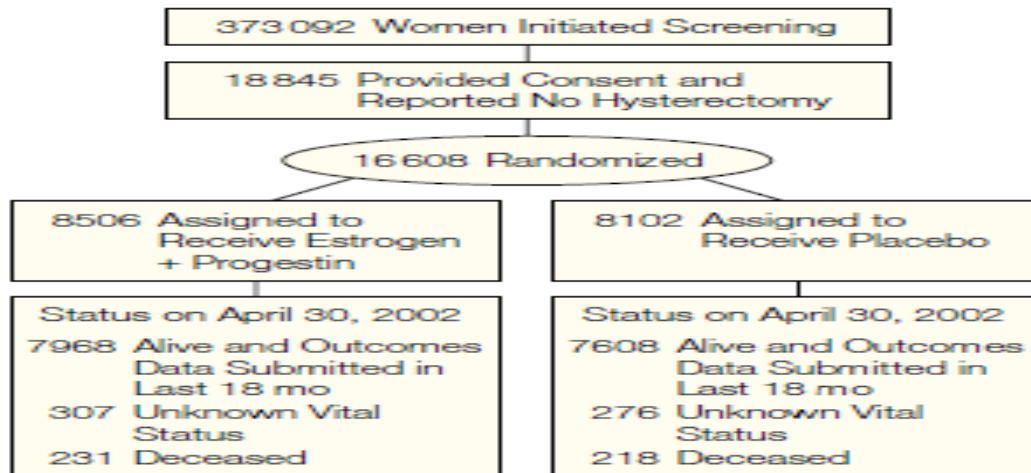 373 092 Women Initiated Screening
18 845 Provided Consent and
Reported No Hysterectomy
16 608 Randomized
8506 Assigned to
Receive Estrogen
+ Progestin
8102 Assigned to
Receive Placebo
Status on April 30, 2002
7968 Alive and Outcomes
Data Submitted in
Last 18 mo
307 Unknown Vital
Status
231 Deceased
Status on April 30, 2002
7608 Alive and Outcomes
Data Submitted in
Last 18 mo
276 Unknown Vital
Status
218 Deceased